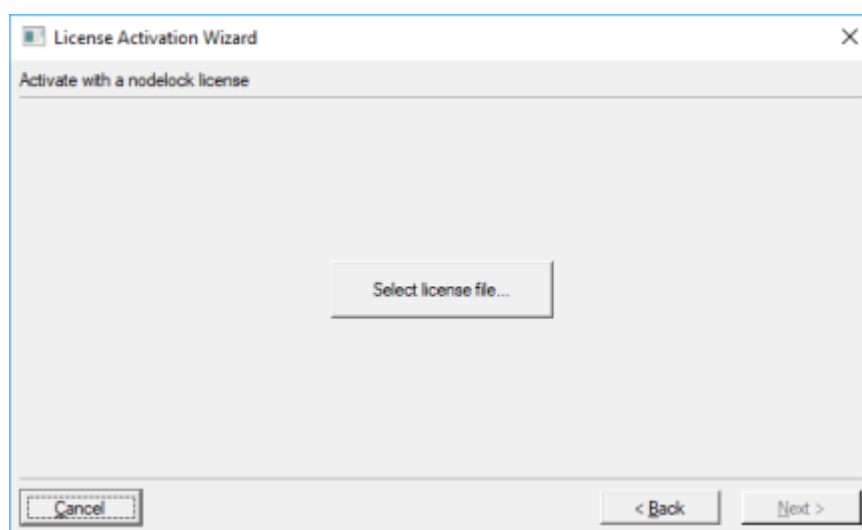 License Activation Wizard
Activate with a nodelock license
Select license file...
Cancel
< Back
Next >